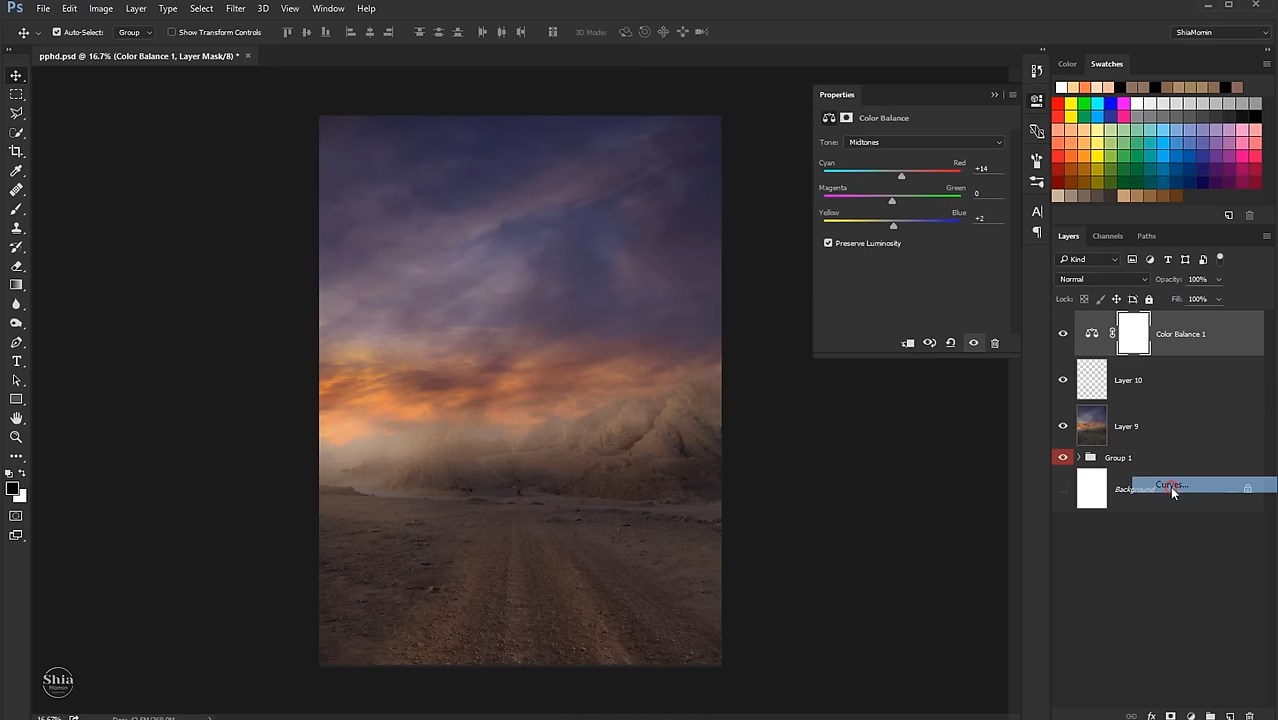 Ps File Edit Image Layer Type Select Filter 3D View Window Help
Auto-Select: Group Show Transform Controls 3D Mode: ShiaMomin
pphd.psd @ 16.7% (Color Balance 1, Layer Mask/8) *
Color Swatches
Properties
Color Balance
Tone: Midtones
Cyan Red +14
Magenta Green 0
Yellow Blue +2
Preserve Luminosity
Layers Channels Paths
Kind
Normal Opacity: 100%
Lock: Fill: 100%
Color Balance 1
Layer 10
Layer 9
Group 1
Curves...
Background
Shia
Momin
16.67%